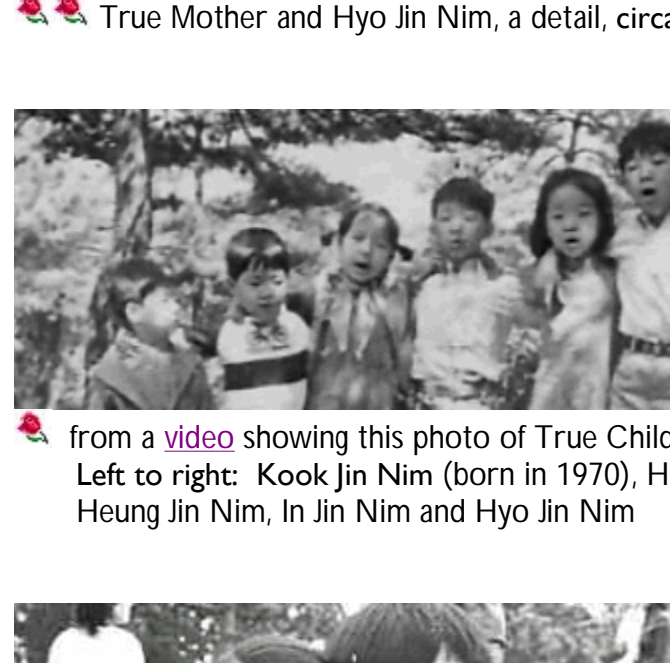 True Mother and Hyo Jin Nim, a detail, circa
from a video showing this photo of True Child
Left to right: Kook Jin Nim (born in 1970), H
Heung Jin Nim, In Jin Nim and Hyo Jin Nim